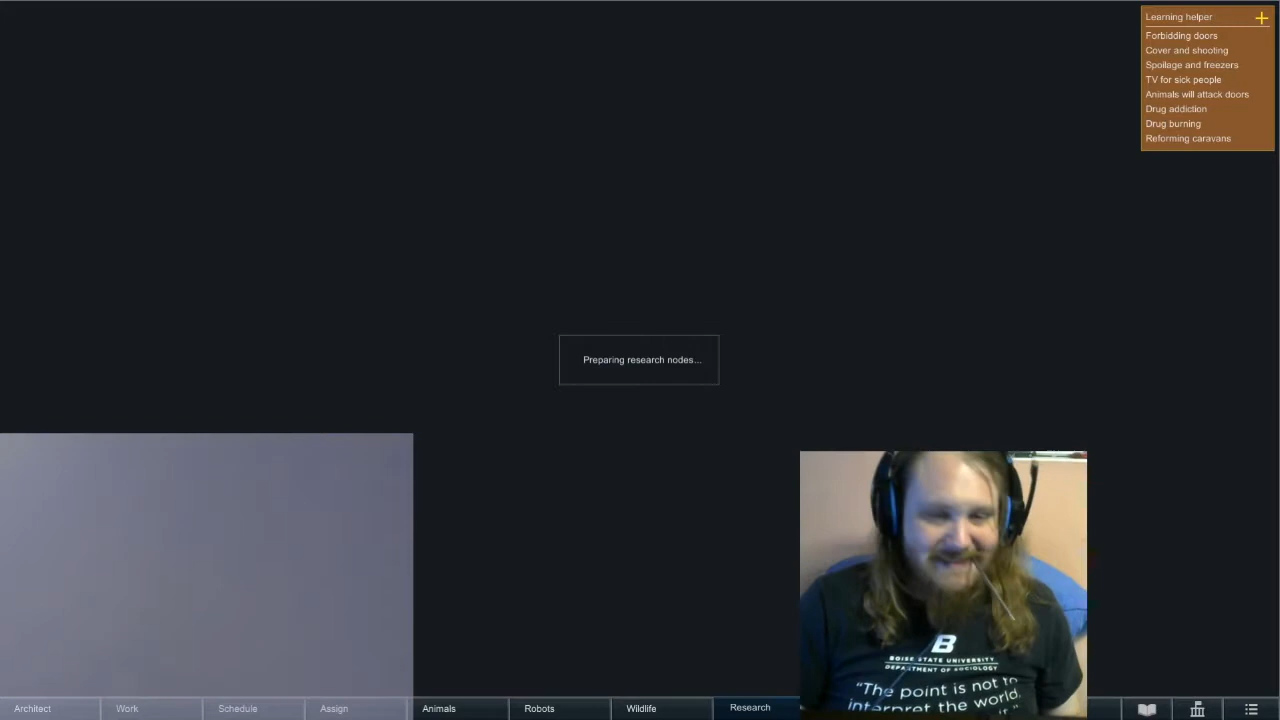 Learning helper
Forbidding doors
Cover and shooting
Spoilage and freezers
TV for sick people
Animals will attack doors
Drug addiction
Drug burning
Reforming caravans
Preparing research nodes...
B
BOISE STATE UNIVERSITY
DEPARTMENT OF SOCIOLOGY
"The point is not to
interpret the world,
it."
Architect
Work
Schedule
Assign
Animals
Robots
Wildlife
Research